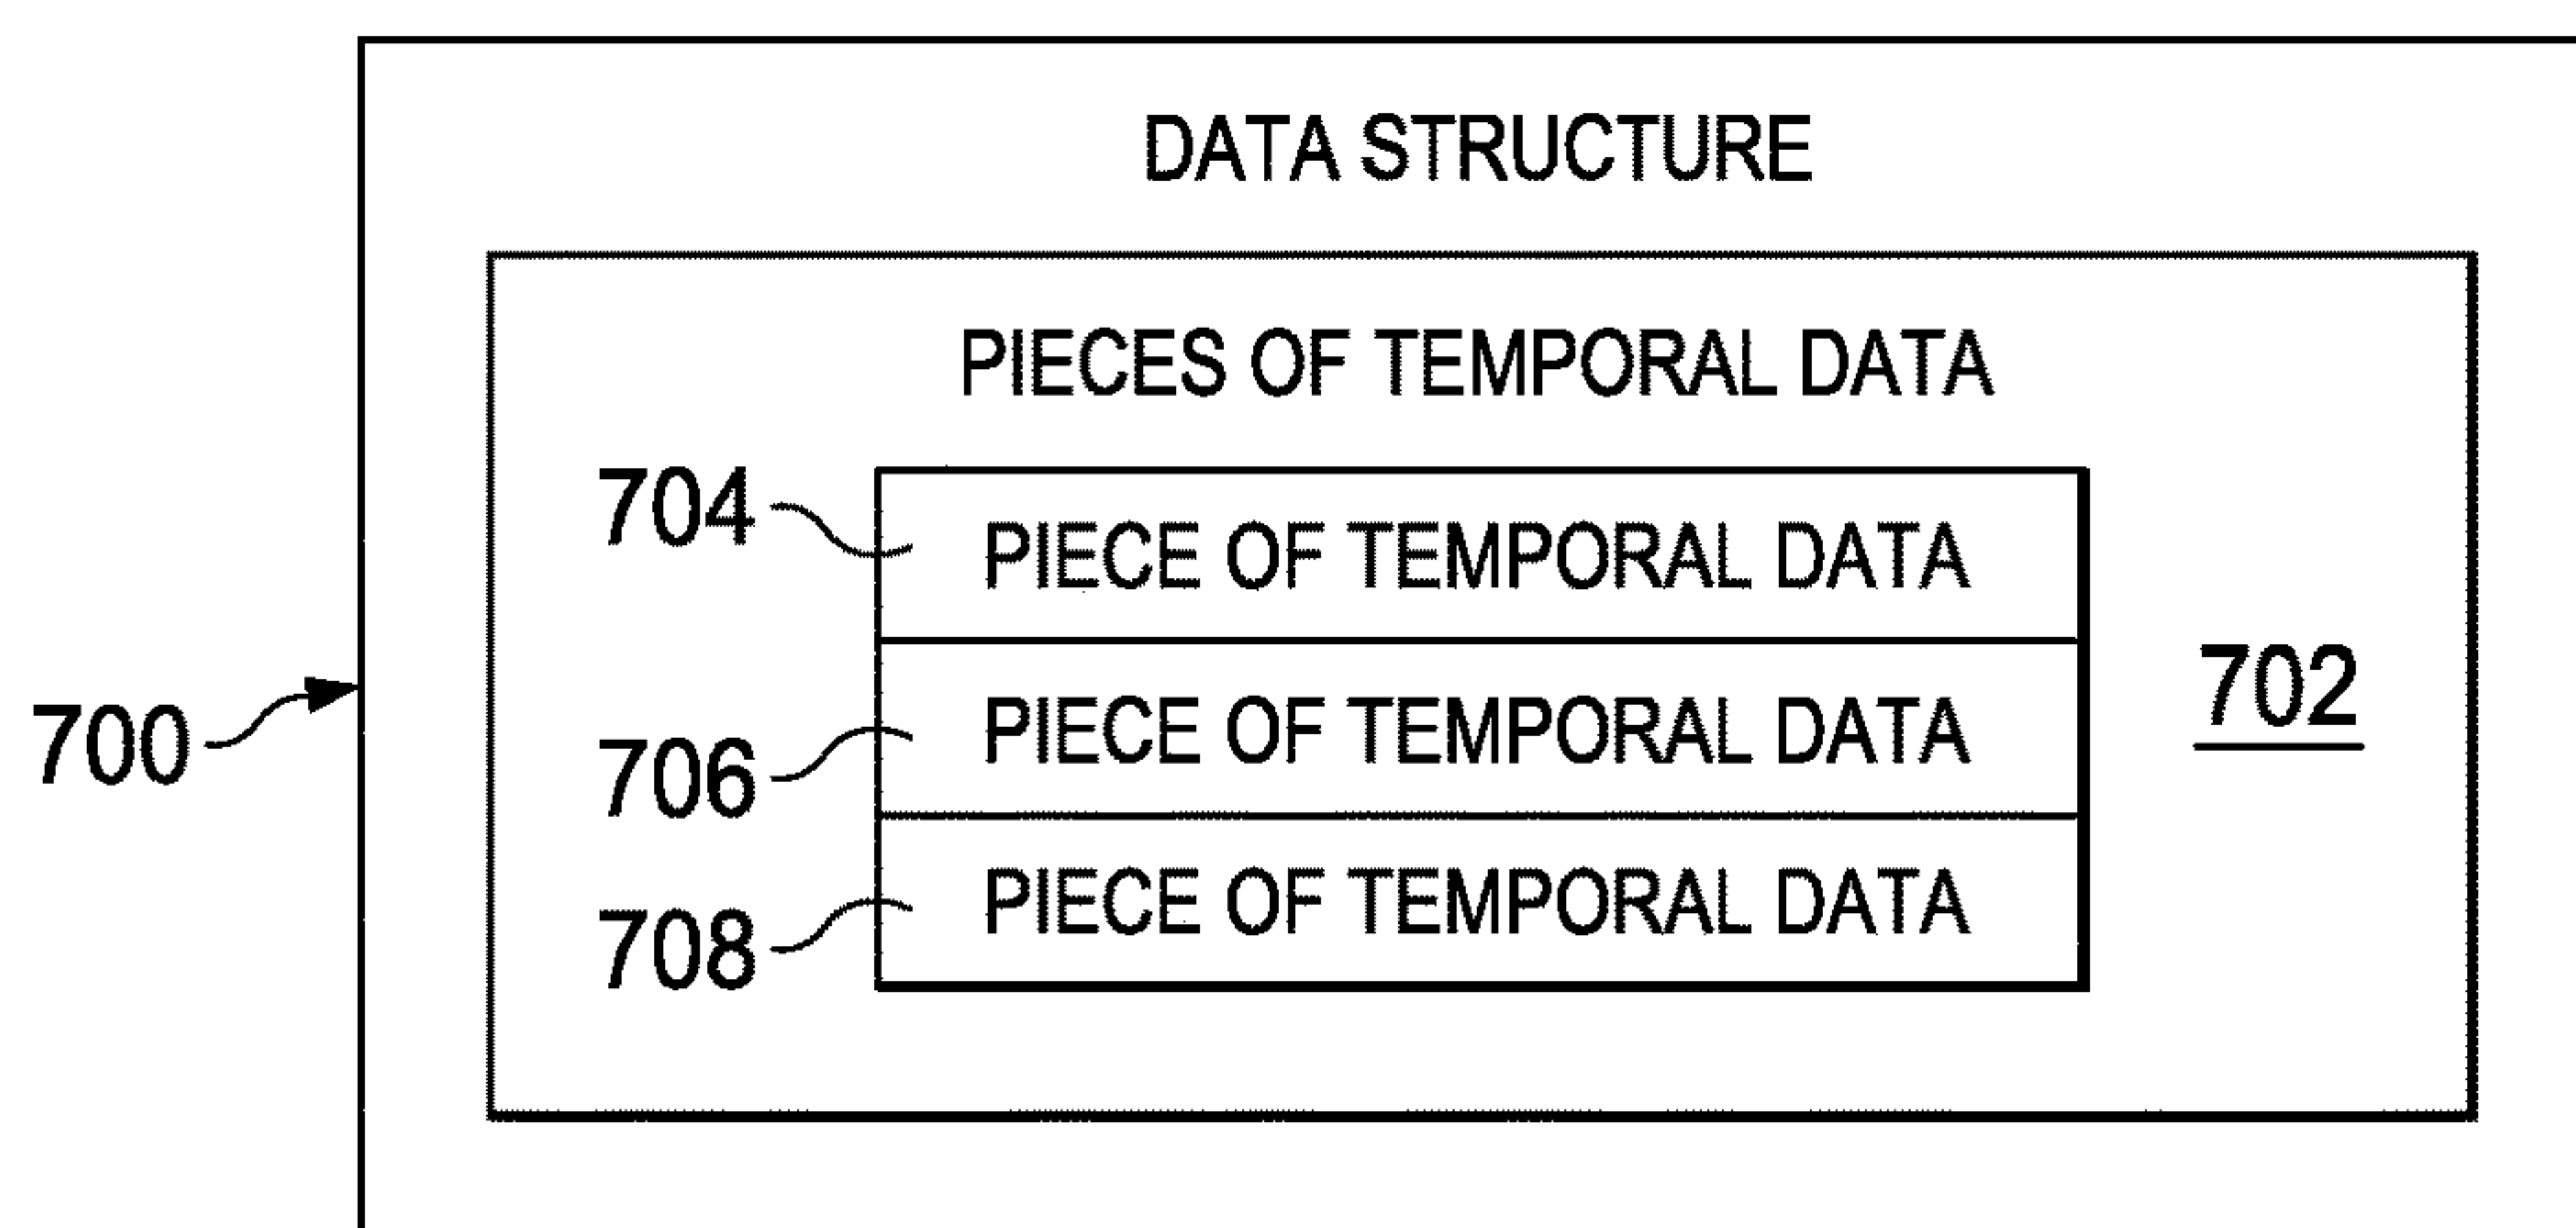 DATA STRUCTURE
PIECES OF TEMPORAL DATA
704 PIECE OF TEMPORAL DATA
706 PIECE OF TEMPORAL DATA
708 PIECE OF TEMPORAL DATA
702
700